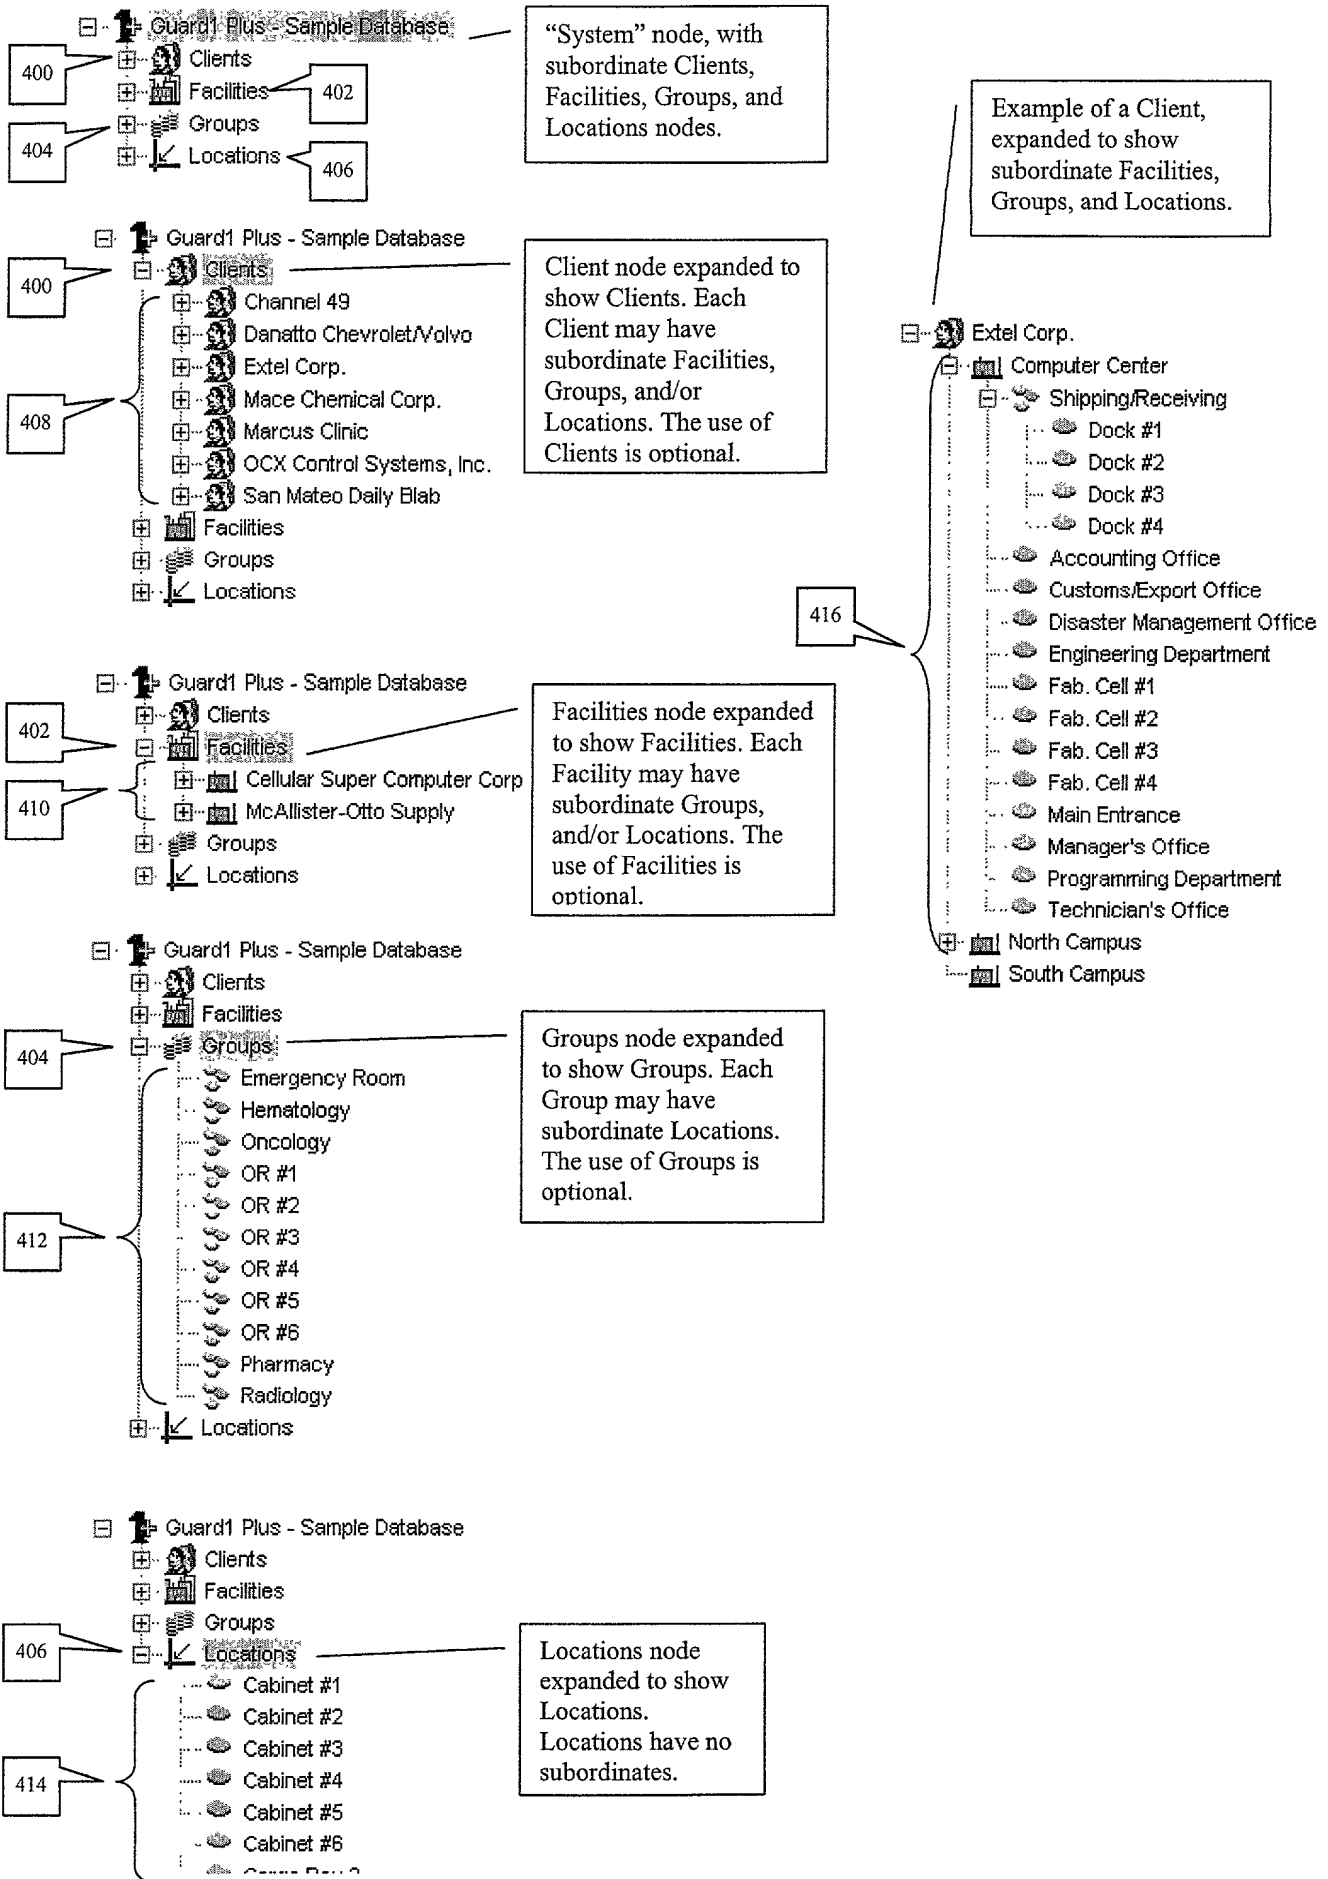 Guard1 Plus - Sample Database
400
Clients
Facilities
402
404
Groups
Locations
406
“System” node, with
subordinate Clients,
Facilities, Groups, and
Locations nodes.
Guard1 Plus - Sample Database
400
Clients
Channel 49
Danatto Chevrolet/Volvo
Extel Corp.
Mace Chemical Corp.
408
Marcus Clinic
OCX Control Systems, Inc.
San Mateo Daily Blab
Facilities
Groups
Locations
Client node expanded to
show Clients. Each
Client may have
subordinate Facilities,
Groups, and/or
Locations. The use of
Clients is optional.
Guard1 Plus - Sample Database
Clients
402
Facilities
Cellular Super Computer Corp
410
McAllister-Otto Supply
Groups
Locations
Facilities node expanded
to show Facilities. Each
Facility may have
subordinate Groups,
and/or Locations. The
use of Facilities is
optional.
Guard1 Plus - Sample Database
Clients
Facilities
404
Groups
Emergency Room
Hematology
Oncology
OR #1
OR #2
412
OR #3
OR #4
OR #5
OR #6
Pharmacy
Radiology
Locations
Groups node expanded
to show Groups. Each
Group may have
subordinate Locations.
The use of Groups is
optional.
Guard1 Plus - Sample Database
Clients
Facilities
Groups
406
Locations
Cabinet #1
Cabinet #2
Cabinet #3
414
Cabinet #4
Cabinet #5
Cabinet #6
Locations node
expanded to show
Locations.
Locations have no
subordinates.
Example of a Client,
expanded to show
subordinate Facilities,
Groups, and Locations.
Extel Corp.
Computer Center
Shipping/Receiving
Dock #1
Dock #2
Dock #3
Dock #4
Accounting Office
Customs/Export Office
416
Disaster Management Office
Engineering Department
Fab. Cell #1
Fab. Cell #2
Fab. Cell #3
Fab. Cell #4
Main Entrance
Manager's Office
Programming Department
Technician's Office
North Campus
South Campus